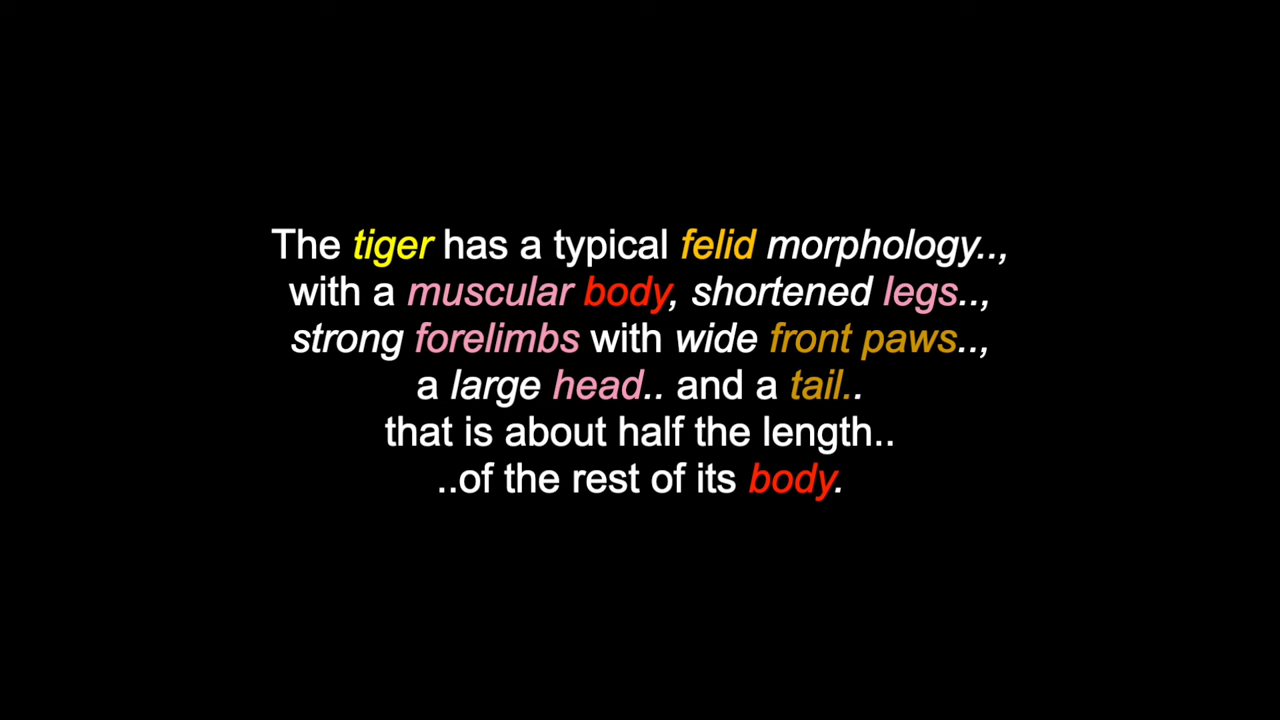 The tiger has a typical felid morphology..,
with a muscular body, shortened legs..,
strong forelimbs with wide front paws..,
a large head.. and a tail..
that is about half the length..
..of the rest of its body.